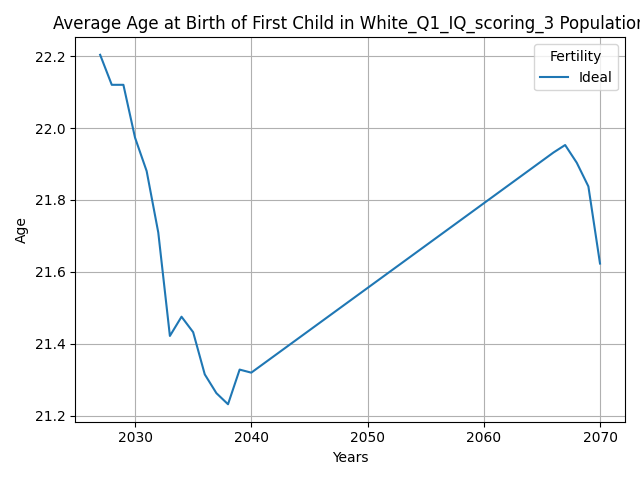 Average Age at Birth of First Child in White_Q1_IQ_scoring_3 Population
Fertility
Ideal
22.2
22.0
21.8
21.6
21.4
21.2
Age
2030 2040 2050 2060 2070
Years